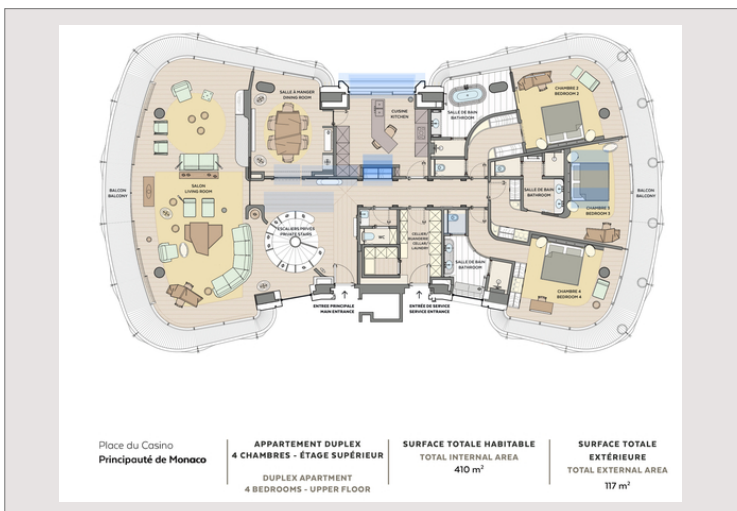 SALLE À MANGER
DINING ROOM
CUISINE
KITCHEN
SALLE DE BAIN
BATHROOM
CHAMBRE 2
BEDROOM 2
SALON
LIVING ROOM
BALCON
BALCONY
SALLE DE BAIN
BATHROOM
CHAMBRE 3
BEDROOM 3
BALCON
BALCONY
ESCALIERS PRIVÉS
PRIVATE STAIRS
WC
CELLIER/
BUANDERIE
CELLAR/
LAUNDRY
SALLE DE BAIN
BATHROOM
CHAMBRE 4
BEDROOM 4
ENTRÉE PRINCIPALE
MAIN ENTRANCE
ENTRÉE DE SERVICE
SERVICE ENTRANCE
Place du Casino
Principauté de Monaco
APPARTEMENT DUPLEX
4 CHAMBRES - ÉTAGE SUPÉRIEUR
DUPLEX APARTMENT
4 BEDROOMS - UPPER FLOOR
SURFACE TOTALE HABITABLE
TOTAL INTERNAL AREA
410 m²
SURFACE TOTALE
EXTÉRIEURE
TOTAL EXTERNAL AREA
117 m²